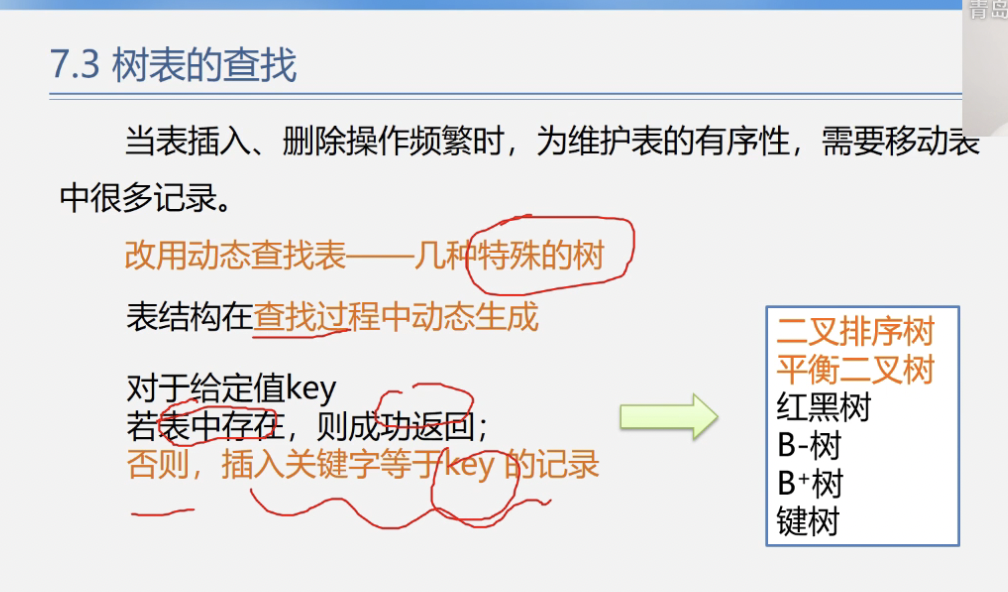 青岛
7.3 树表的查找
当表插入、删除操作频繁时，为维护表的有序性，需要移动表
中很多记录。
改用动态查找表——几种特殊的树
表结构在查找过程中动态生成
对于给定值key
若表中存在，则成功返回；
否则，插入关键字等于key 的记录
二叉排序树
平衡二叉树
红黑树
B-树
B⁺树
键树